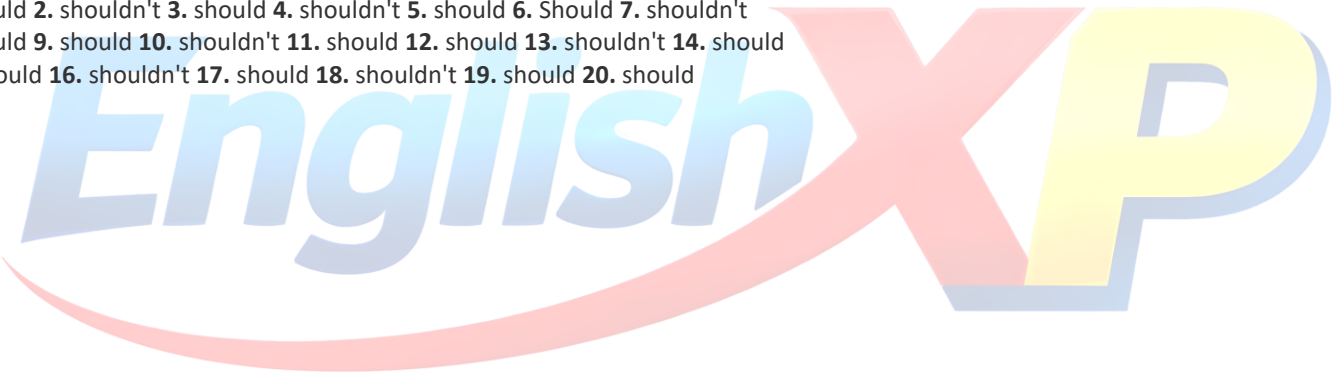 uld 2. shouldn't 3. should 4. shouldn't 5. should 6. Should 7. shouldn't
uld 9. should 10. shouldn't 11. should 12. should 13. shouldn't 14. should
ould 16. shouldn't 17. should 18. shouldn't 19. should 20. should
EnglishXP